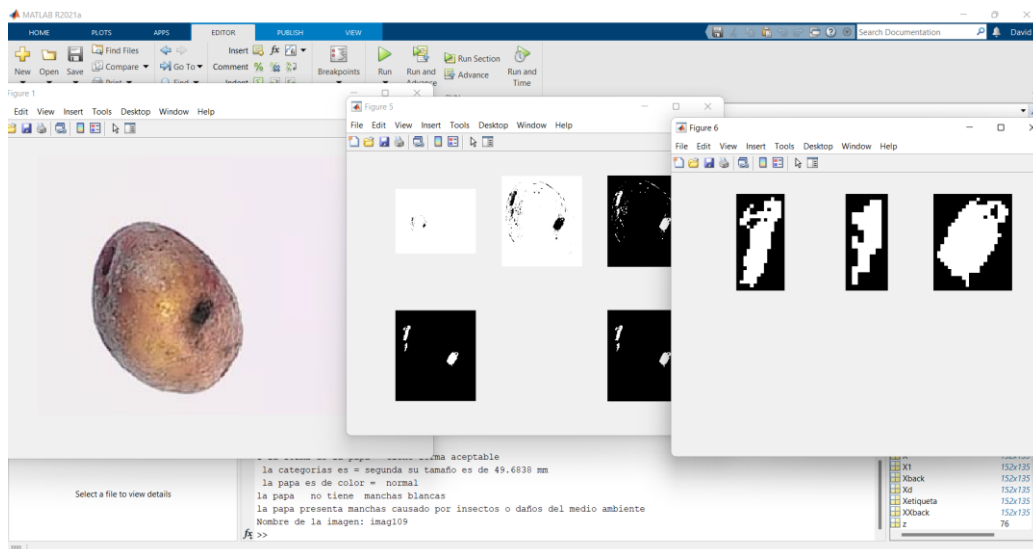 MATLAB R2021a
HOME PLOTS APPS EDITOR PUBLISH VIEW Search Documentation David
New Open Save Find Files Compare Go To Insert fx Comment % Breakpoints Run Run and Run Section Advance Run and Time
Figure 1
Edit View Insert Tools Desktop Window Help
Figure 5
File Edit View Insert Tools Desktop Window Help
Figure 6
File Edit View Insert Tools Desktop Window Help
forma aceptable
la categorias es = segunda su tamaño es de 49.6838 mm
la papa es de color = normal
la papa no tiene manchas blancas
la papa presenta manchas causado por insectos o daños del medio ambiente
Nombre de la imagen: imag109
fx >>
Select a file to view details
X1 152x135
Xback 152x135
Xd 152x135
Xetiqueta 152x135
XXback 152x135
z 76